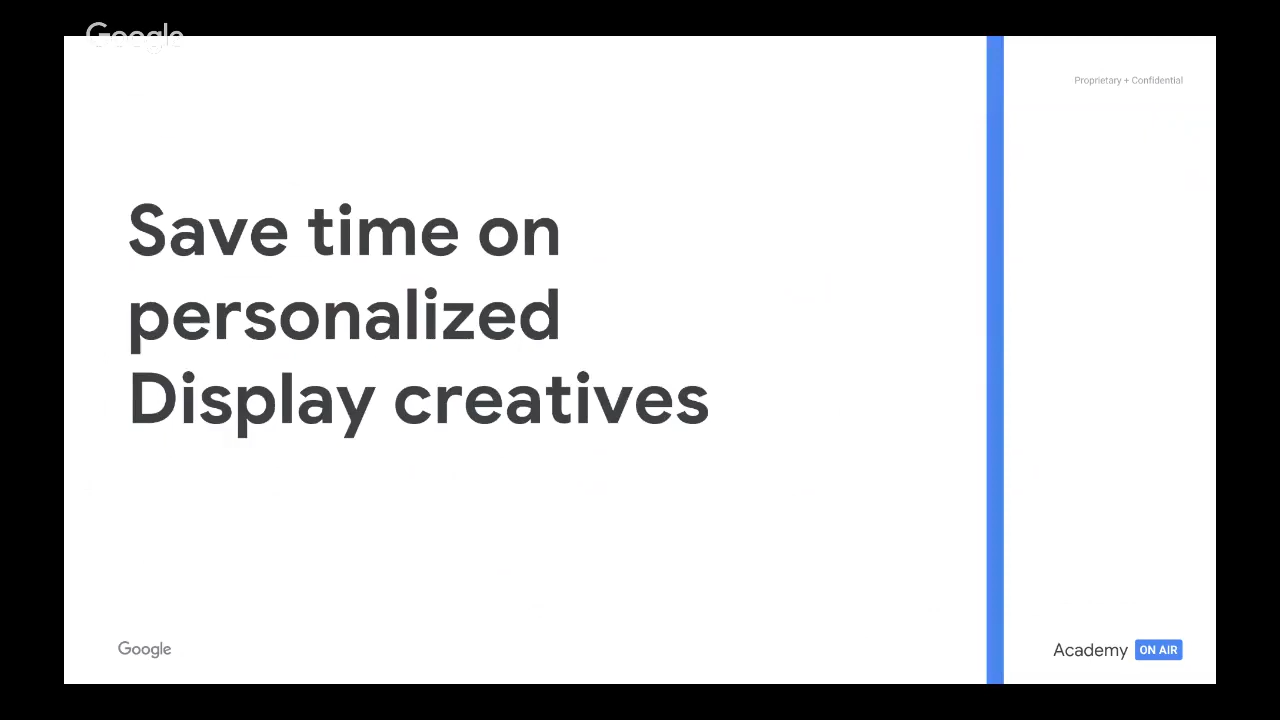 Google
Proprietary + Confidential
Save time on
personalized
Display creatives
Google
Academy ON AIR